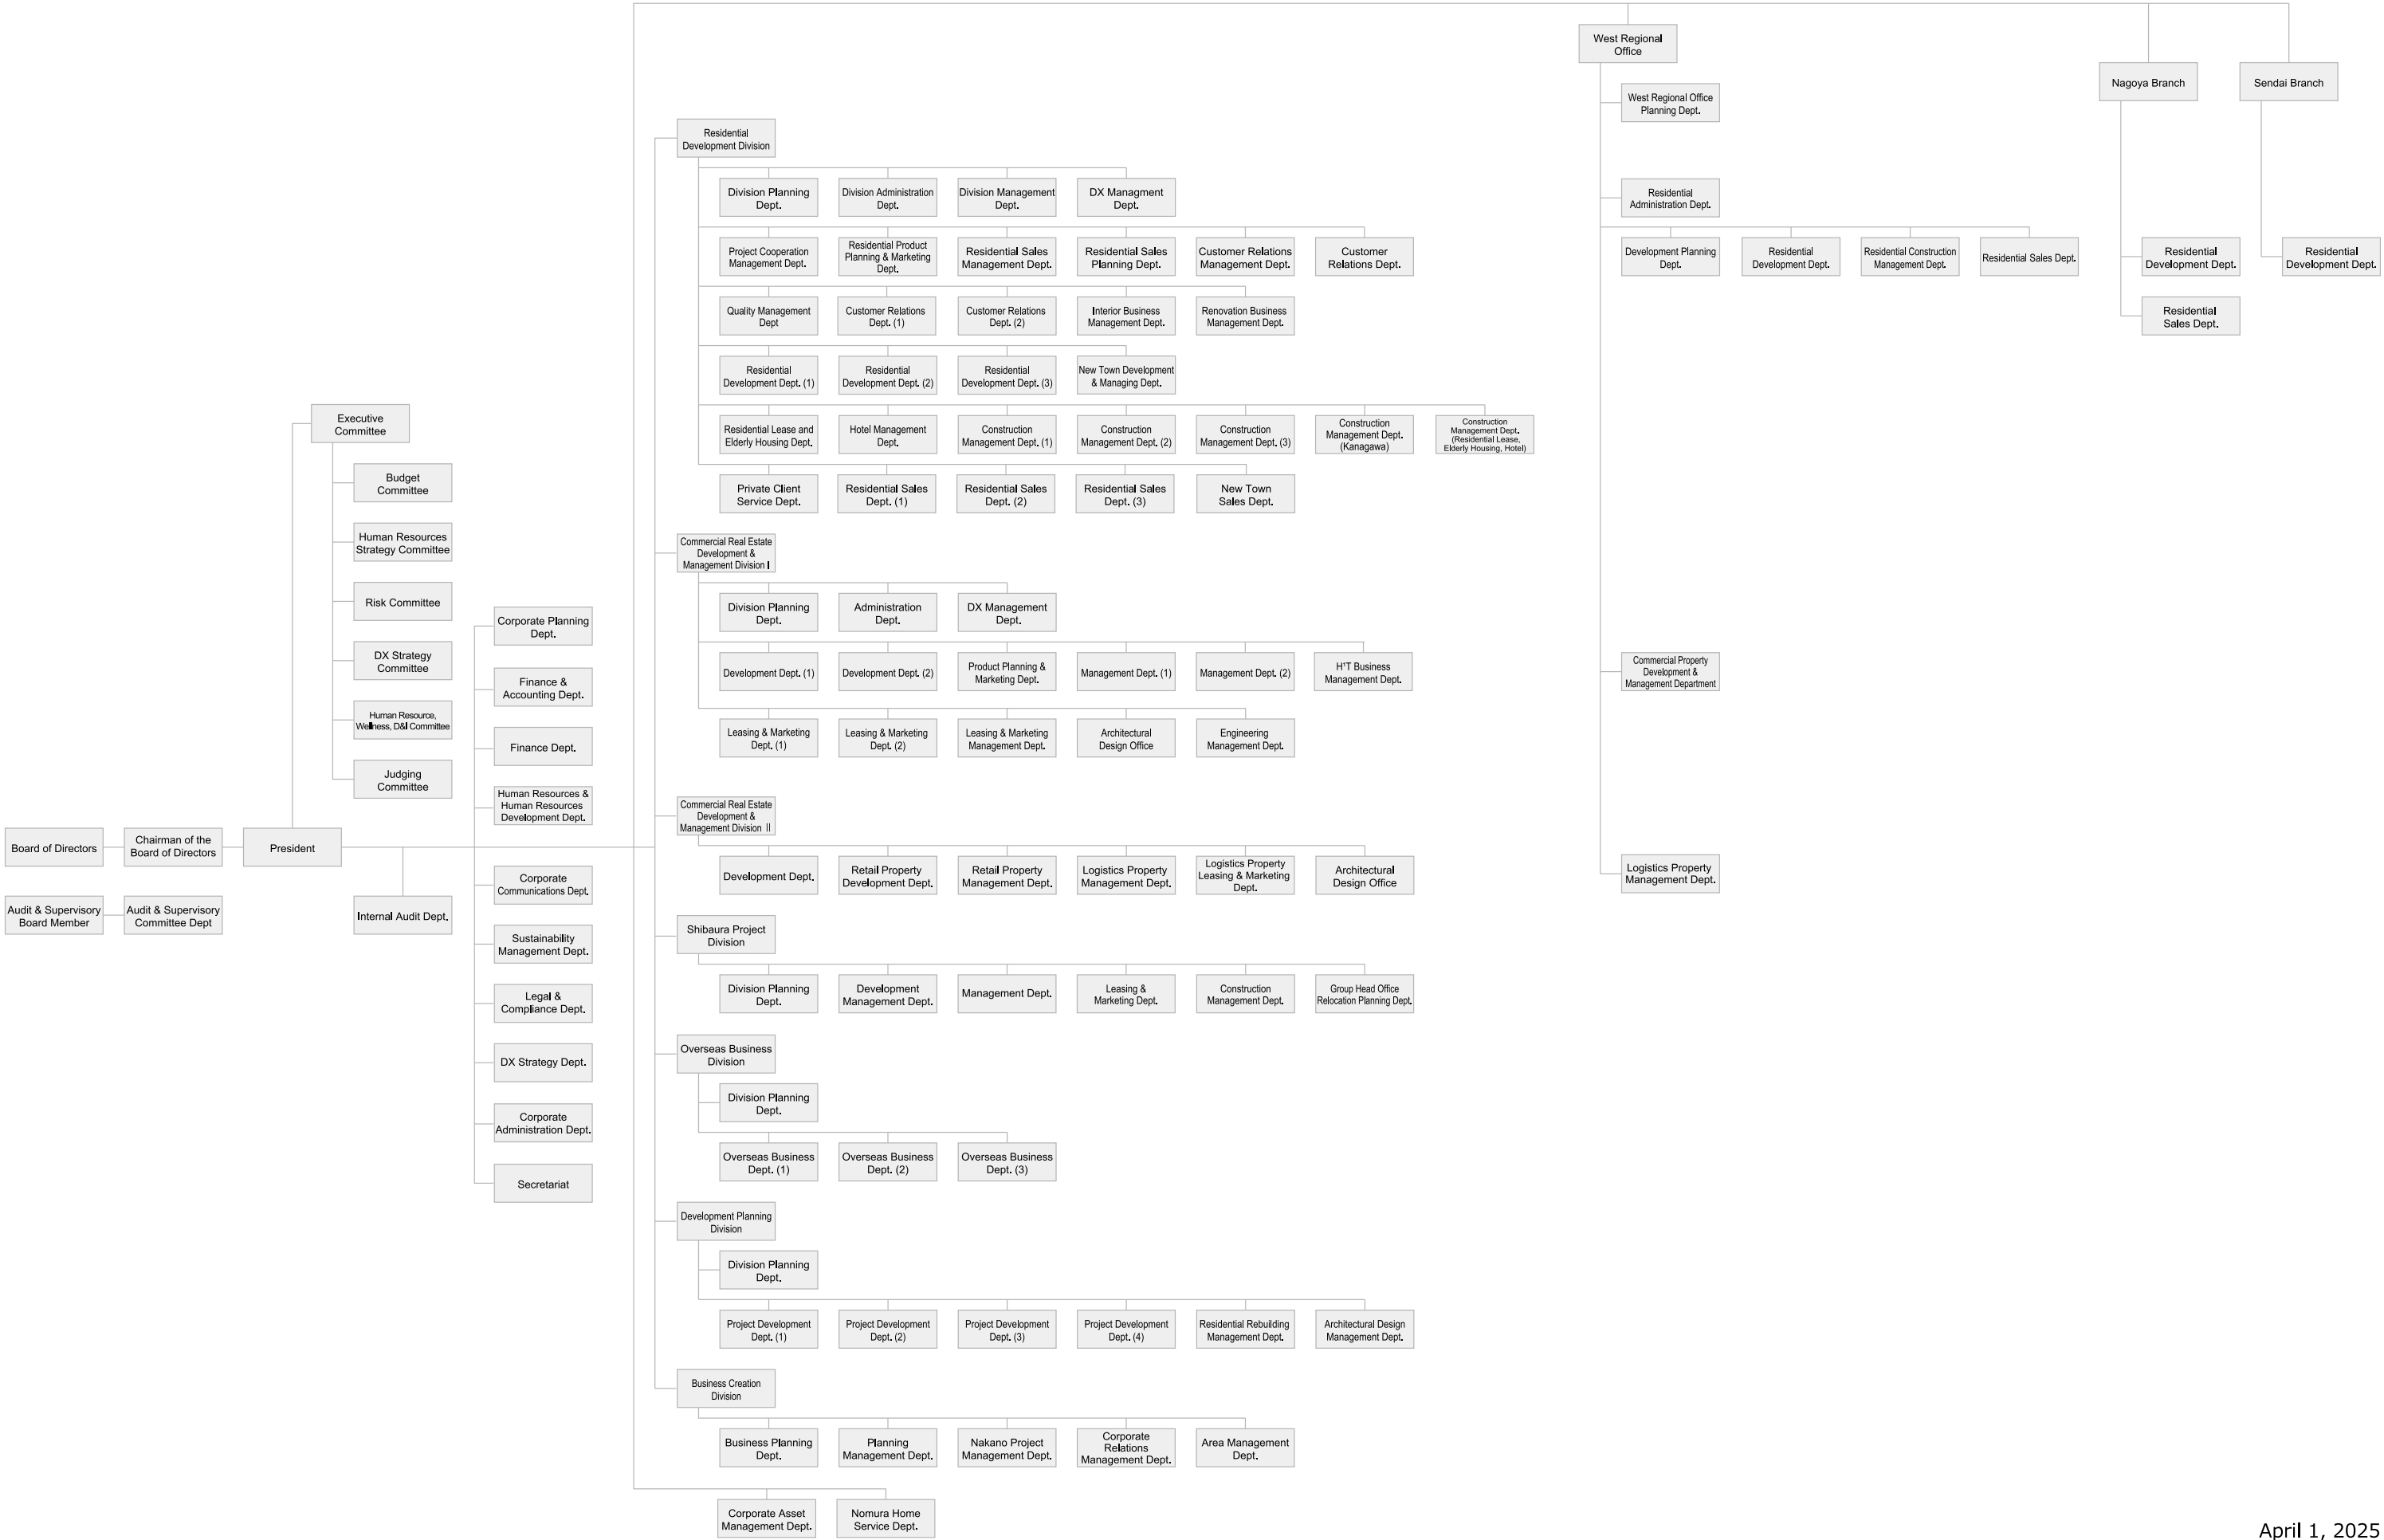 Board of Directors
Chairman of the
Board of Directors
President
Audit & Supervisory
Board Member
Audit & Supervisory
Committee Dept
Internal Audit Dept.
Executive
Committee
Budget
Committee
Human Resources
Strategy Committee
Risk Committee
DX Strategy
Committee
Human Resource,
Wellness, D&I Committee
Judging
Committee
Corporate Planning
Dept.
Finance &
Accounting Dept.
Finance Dept.
Human Resources &
Human Resources
Development Dept.
Corporate
Communications Dept.
Sustainability
Management Dept.
Legal &
Compliance Dept.
DX Strategy Dept.
Corporate
Administration Dept.
Secretariat
Residential
Development Division
Division Planning
Dept.
Division Administration
Dept.
Division Management
Dept.
DX Managment
Dept.
Project Cooperation
Management Dept.
Residential Product
Planning & Marketing
Dept.
Residential Sales
Management Dept.
Residential Sales
Planning Dept.
Customer Relations
Management Dept.
Customer
Relations Dept.
Quality Management
Dept
Customer Relations
Dept. (1)
Customer Relations
Dept. (2)
Interior Business
Management Dept.
Renovation Business
Management Dept.
Residential
Development Dept. (1)
Residential
Development Dept. (2)
Residential
Development Dept. (3)
New Town Development
& Managing Dept.
Residential Lease and
Elderly Housing Dept.
Hotel Management
Dept.
Construction
Management Dept. (1)
Construction
Management Dept. (2)
Construction
Management Dept. (3)
Construction
Management Dept.
(Kanagawa)
Construction
Management Dept.
(Residential Lease,
Elderly Housing, Hotel)
Private Client
Service Dept.
Residential Sales
Dept. (1)
Residential Sales
Dept. (2)
Residential Sales
Dept. (3)
New Town
Sales Dept.
Commercial Real Estate
Development &
Management Division I
Division Planning
Dept.
Administration
Dept.
DX Management
Dept.
Development Dept. (1)
Development Dept. (2)
Product Planning &
Marketing Dept.
Management Dept. (1)
Management Dept. (2)
H¹T Business
Management Dept.
Leasing & Marketing
Dept. (1)
Leasing & Marketing
Dept. (2)
Leasing & Marketing
Management Dept.
Architectural
Design Office
Engineering
Management Dept.
Commercial Real Estate
Development &
Management Division II
Development Dept.
Retail Property
Development Dept.
Retail Property
Management Dept.
Logistics Property
Management Dept.
Logistics Property
Leasing & Marketing
Dept.
Architectural
Design Office
Shibaura Project
Division
Division Planning
Dept.
Development
Management Dept.
Management Dept.
Leasing &
Marketing Dept.
Construction
Management Dept.
Group Head Office
Relocation Planning Dept.
Overseas Business
Division
Division Planning
Dept.
Overseas Business
Dept. (1)
Overseas Business
Dept. (2)
Overseas Business
Dept. (3)
Development Planning
Division
Division Planning
Dept.
Project Development
Dept. (1)
Project Development
Dept. (2)
Project Development
Dept. (3)
Project Development
Dept. (4)
Residential Rebuilding
Management Dept.
Architectural Design
Management Dept.
Business Creation
Division
Business Planning
Dept.
Planning
Management Dept.
Nakano Project
Management Dept.
Corporate
Relations
Management Dept.
Area Management
Dept.
Corporate Asset
Management Dept.
Nomura Home
Service Dept.
West Regional
Office
West Regional Office
Planning Dept.
Residential
Administration Dept.
Development Planning
Dept.
Residential
Development Dept.
Residential Construction
Management Dept.
Residential Sales Dept.
Commercial Property
Development &
Management Department
Logistics Property
Management Dept.
Nagoya Branch
Residential
Development Dept.
Residential
Sales Dept.
Sendai Branch
Residential
Development Dept.
April 1, 2025